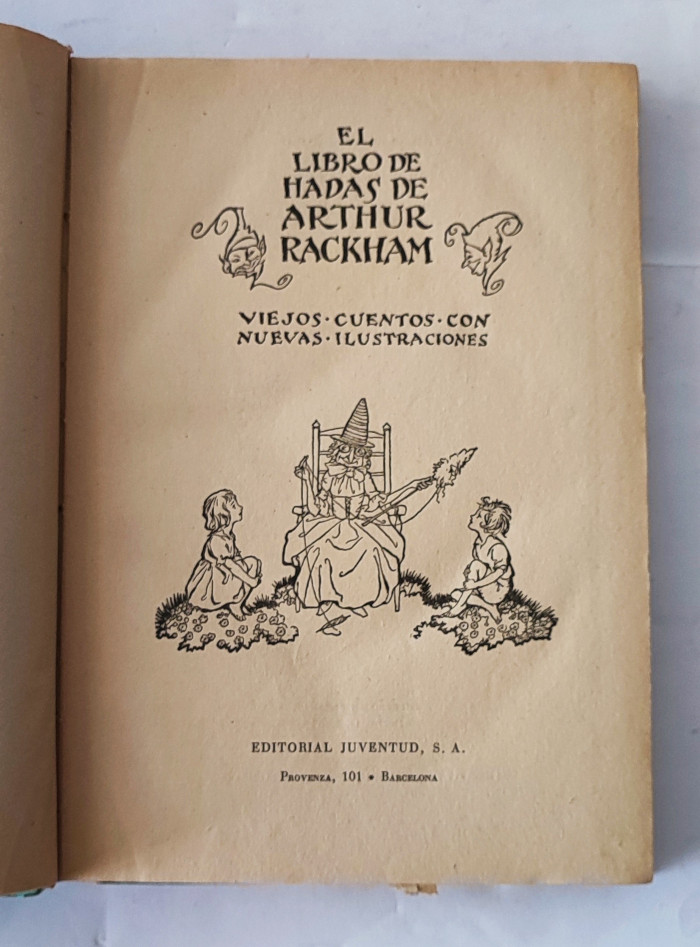 EL
LIBRO DE
HADAS DE
ARTHUR
RACKHAM
VIEJOS · CUENTOS · CON
NUEVAS · ILUSTRACIONES
EDITORIAL JUVENTUD, S. A.
PROVENZA, 101 • BARCELONA